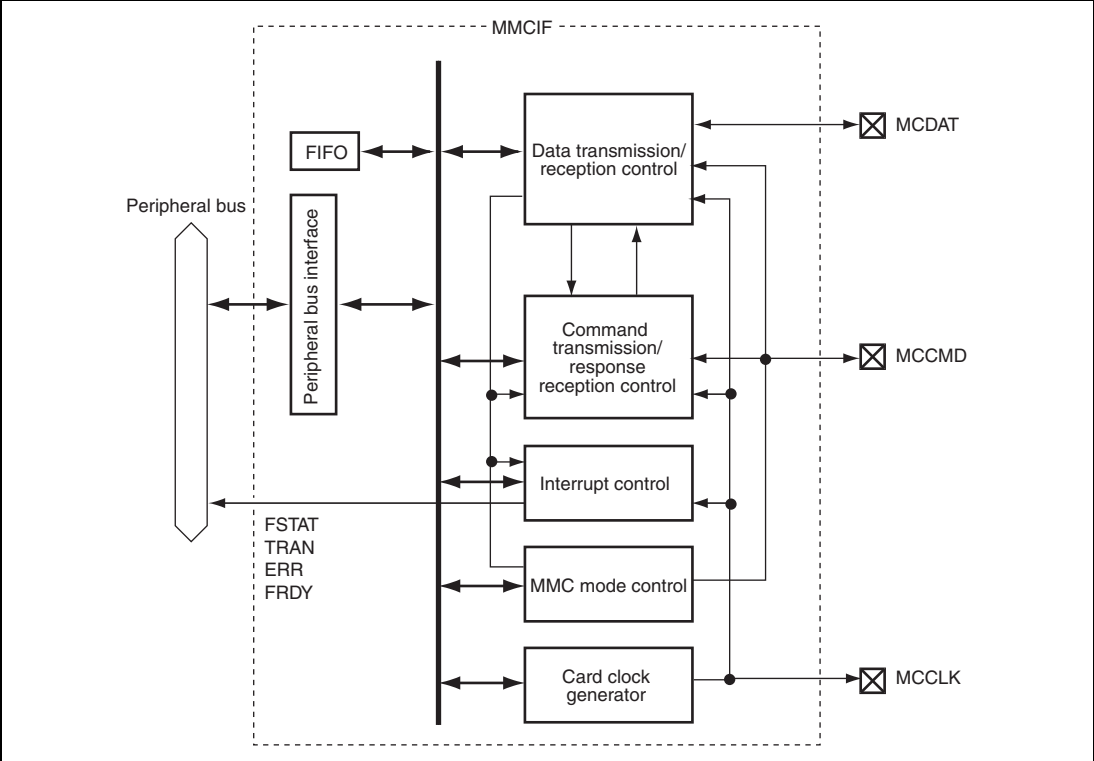 MMCIF
MCDAT
FIFO
Data transmission/
reception control
Peripheral bus
Peripheral bus interface
Command
transmission/
response
reception control
MCCMD
Interrupt control
FSTAT
TRAN
ERR
FRDY
MMC mode control
Card clock
generator
MCCLK